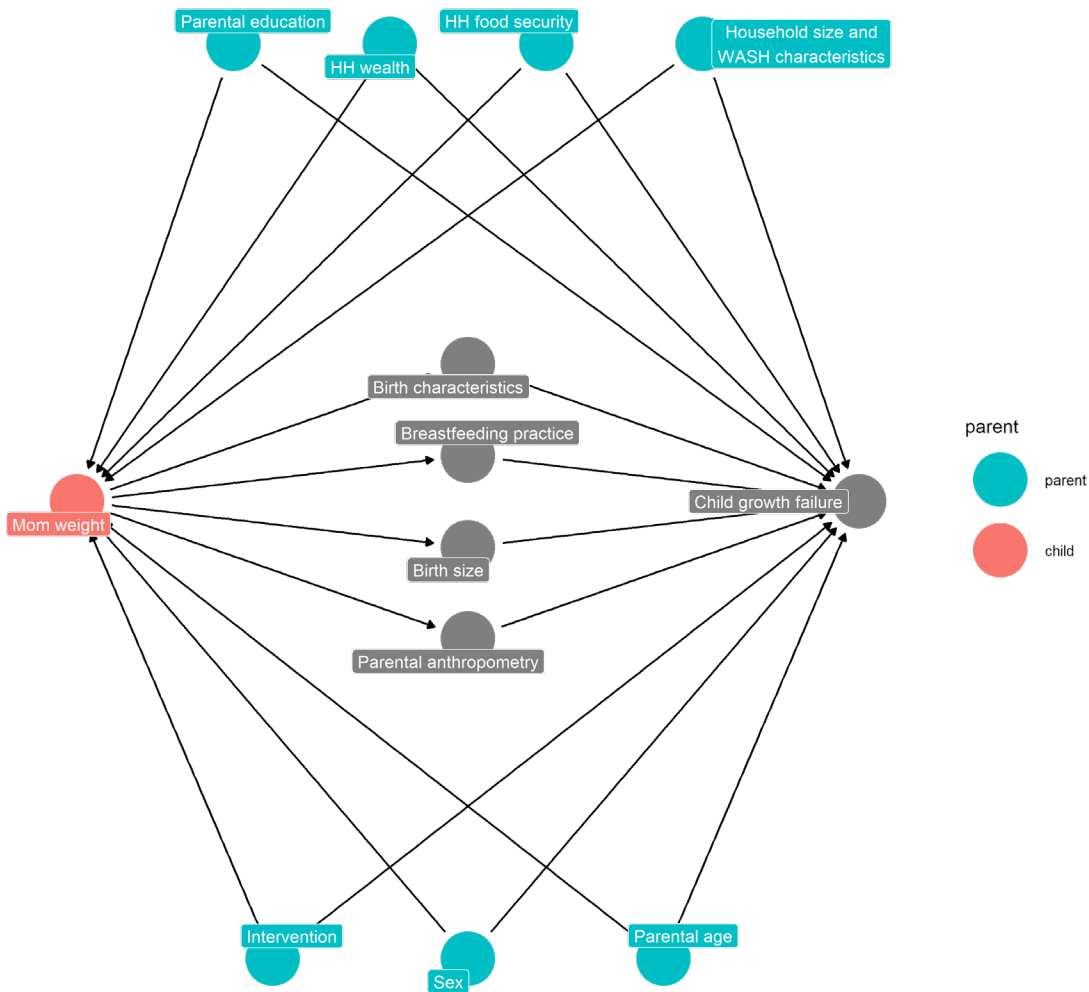 Parental education
HH wealth
HH food security
Household size and
WASH characteristics
Birth characteristics
Breastfeeding practice
Mom weight
Child growth failure
Birth size
Parental anthropometry
Intervention
Sex
Parental age
parent
parent
child